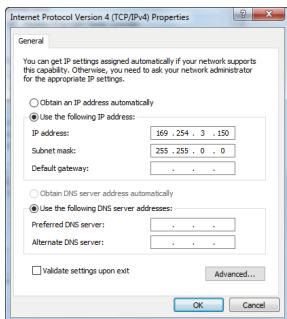 Internet Protocol Version 4 (TCP/IPv4) Properties
General
You can get IP settings assigned automatically if your network supports
this capability. Otherwise, you need to ask your network administrator
for the appropriate IP settings.
Obtain an IP address automatically
Use the following IP address:
IP address: 169 . 254 . 3 . 150
Subnet mask: 255 . 255 . 0 . 0
Default gateway: . . .
Obtain DNS server address automatically
Use the following DNS server addresses:
Preferred DNS server: . . .
Alternate DNS server: . . .
Validate settings upon exit
Advanced...
OK Cancel